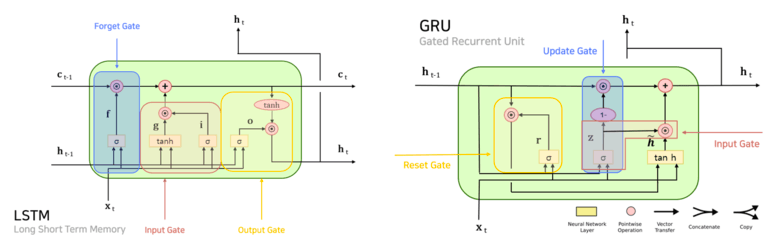 Forget Gate
h t
c t-1
c t
tanh
f
g
i
o
σ
tanh
σ
σ
h t-1
h t
x t
LSTM
Long Short Term Memory
Input Gate
Output Gate
GRU
Gated Recurrent Unit
h t
Update Gate
h t-1
h t
1-
r
z
h̃
Input Gate
σ
σ
tan h
Reset Gate
x t
Neural Network
Layer
Pointwise
Operation
Vector
Transfer
Concatenate
Copy